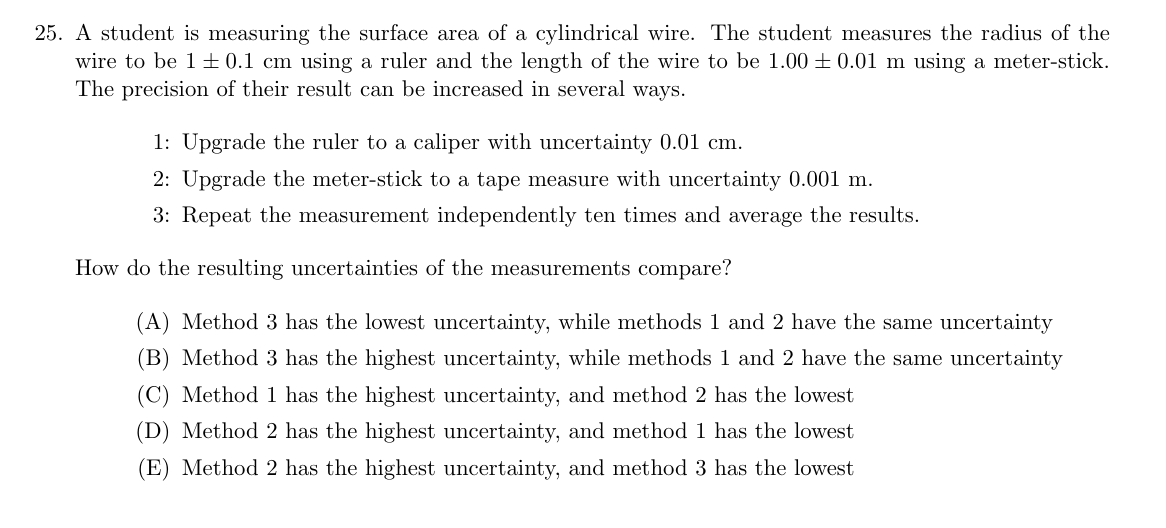 25. A student is measuring the surface area of a cylindrical wire. The student measures the radius of the
wire to be 1 ± 0.1 cm using a ruler and the length of the wire to be 1.00 ± 0.01 m using a meter-stick.
The precision of their result can be increased in several ways.
1: Upgrade the ruler to a caliper with uncertainty 0.01 cm.
2: Upgrade the meter-stick to a tape measure with uncertainty 0.001 m.
3: Repeat the measurement independently ten times and average the results.
How do the resulting uncertainties of the measurements compare?
(A) Method 3 has the lowest uncertainty, while methods 1 and 2 have the same uncertainty
(B) Method 3 has the highest uncertainty, while methods 1 and 2 have the same uncertainty
(C) Method 1 has the highest uncertainty, and method 2 has the lowest
(D) Method 2 has the highest uncertainty, and method 1 has the lowest
(E) Method 2 has the highest uncertainty, and method 3 has the lowest